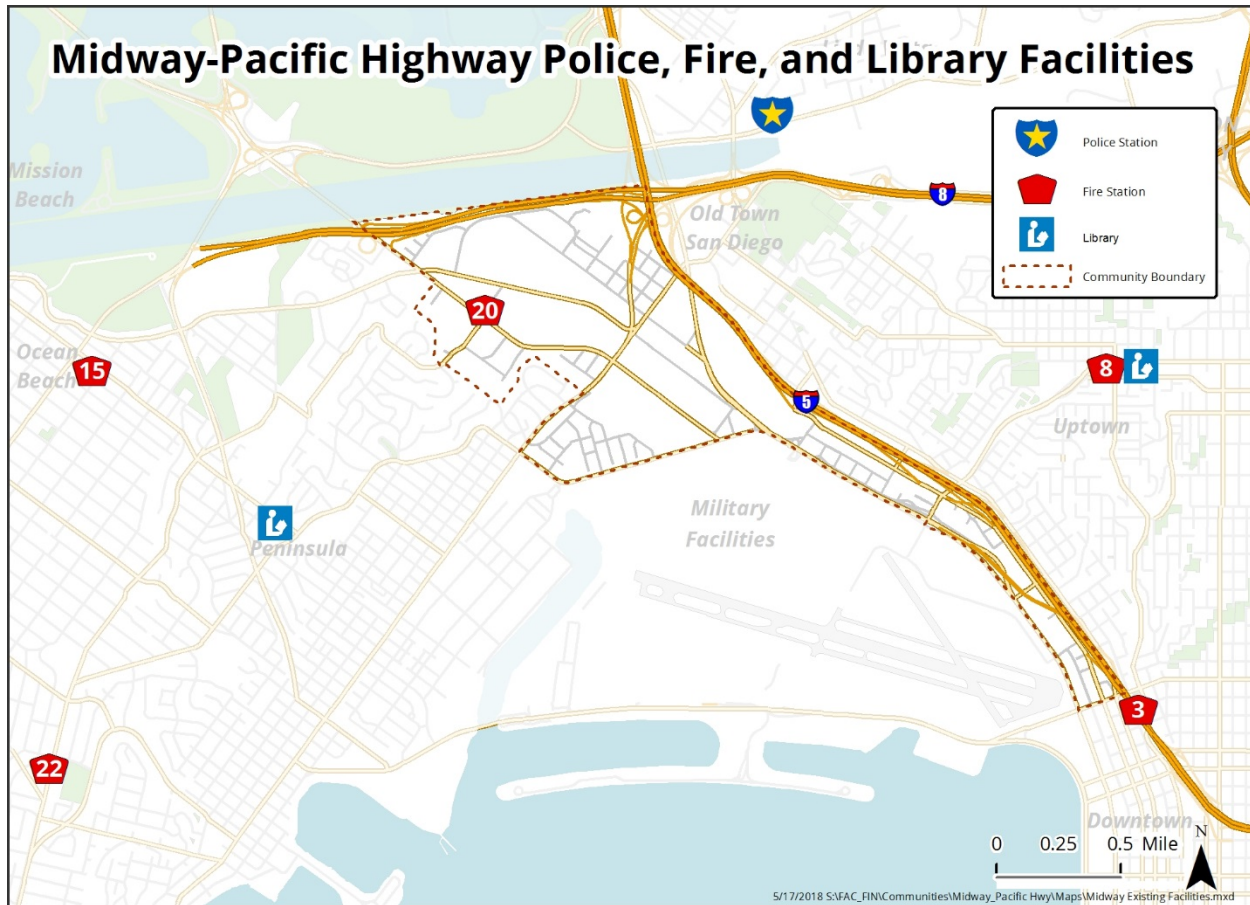 Midway-Pacific Highway Police, Fire, and Library Facilities
Police Station
Fire Station
Library
Community Boundary
Mission
Beach
8
Old Town
San Diego
20
Ocean
Beach
15
8
5
Uptown
Military
Facilities
Peninsula
3
22
Downtown
N
0 0.25 0.5 Mile
5/17/2018 S:\FAC_FIN\Communities\Midway_Pacific Hwy\Maps\Midway Existing Facilities.mxd